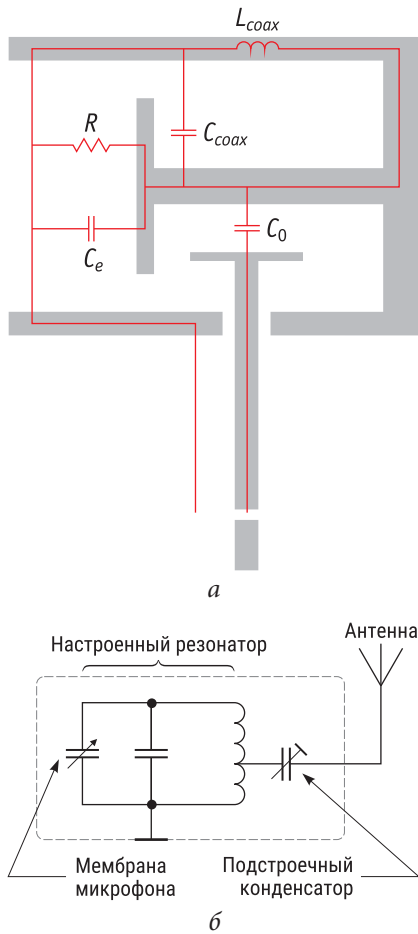 L_coax
R
C_coax
C_e
C_0
а
Антенна
Настроенный резонатор
Мембрана
микрофона
Подстроечный
конденсатор
б